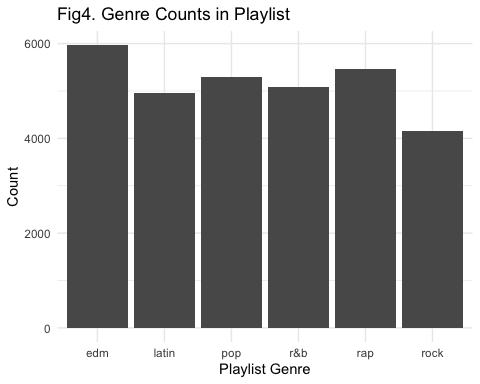 Fig4. Genre Counts in Playlist
6000
4000
2000
0
Count
edm latin pop r&b rap rock
Playlist Genre